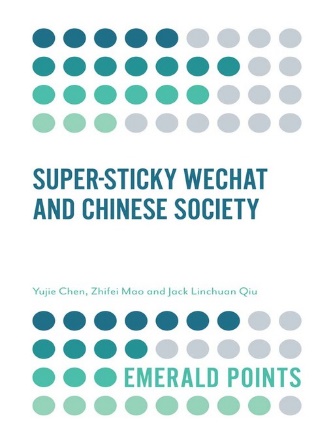 SUPER-STICKY WECHAT
AND CHINESE SOCIETY
Yujie Chen, Zhifei Mao and Jack Linchuan Qiu
EMERALD POINTS